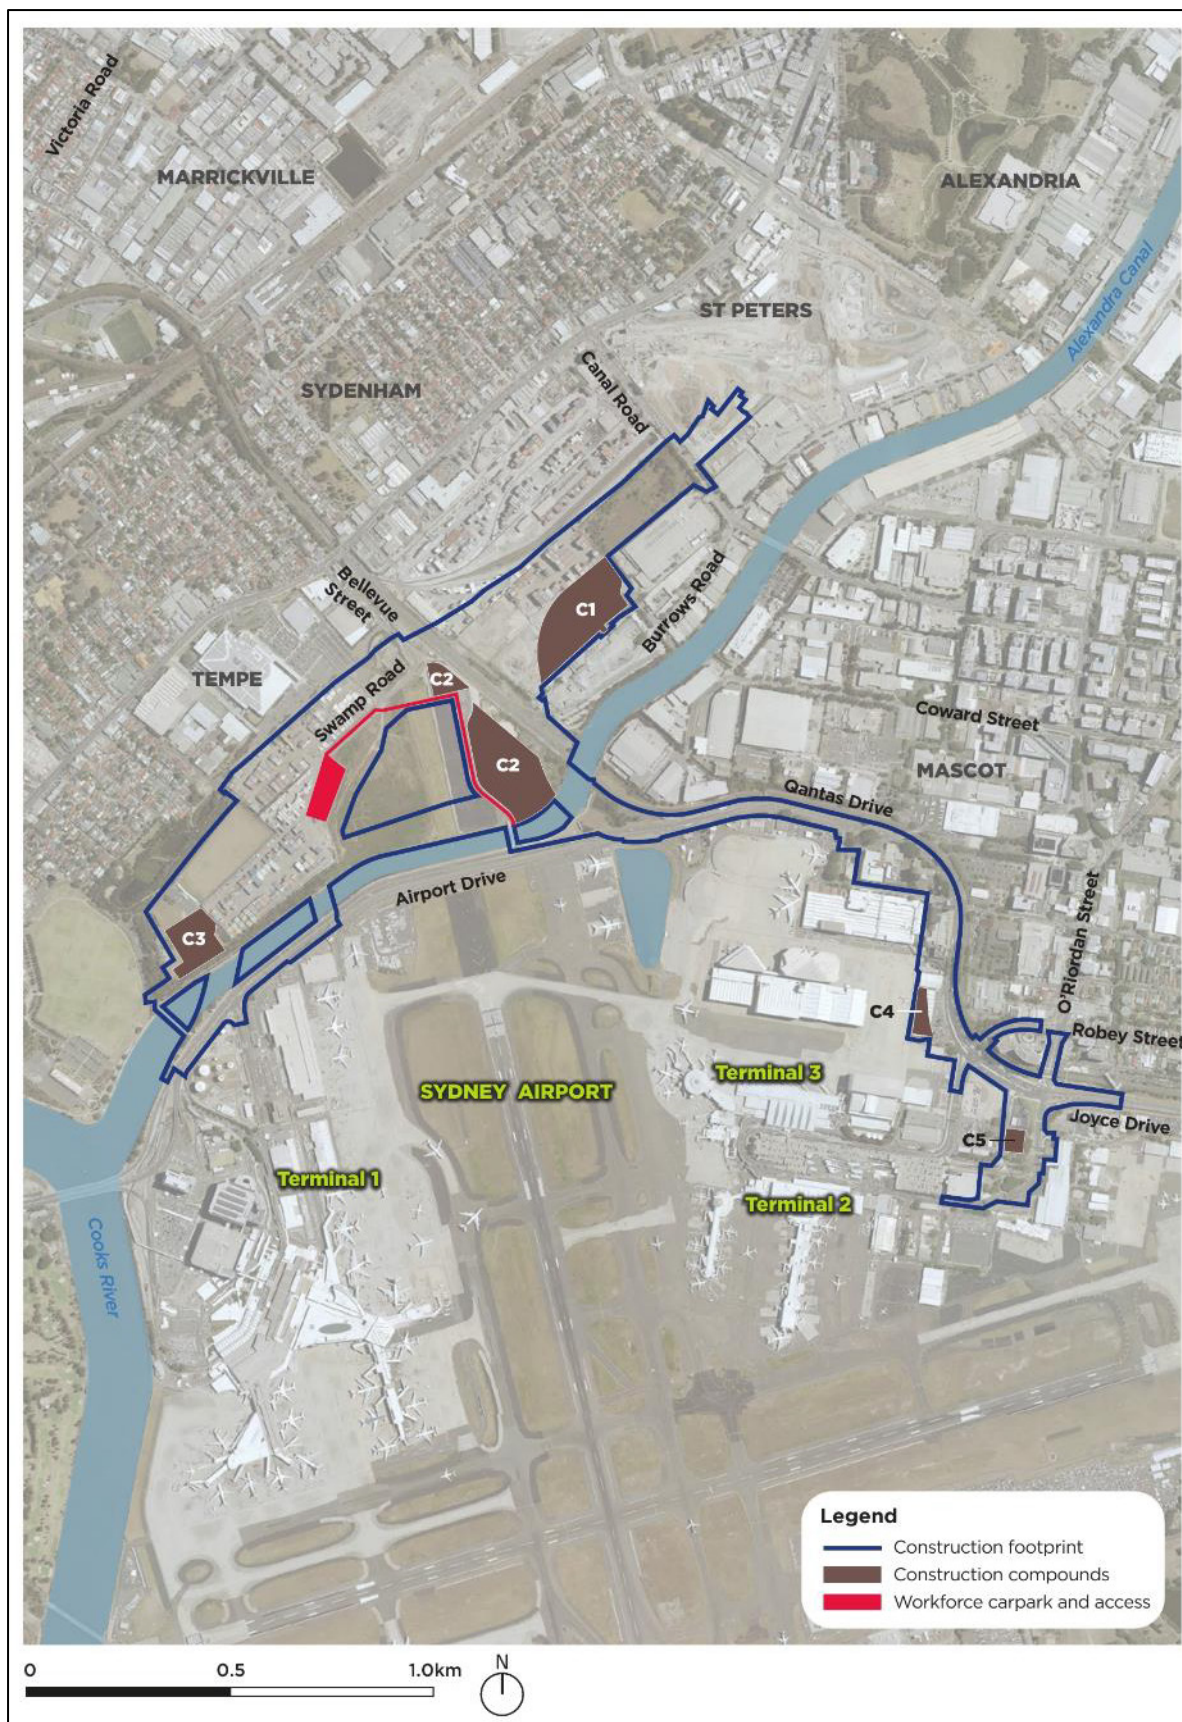 Victoria Road
MARRICKVILLE
ALEXANDRIA
Alexandra Canal
ST PETERS
Canal Road
SYDENHAM
Bellevue
Street
C1
Burrows Road
TEMPE
C2
Swamp Road
Coward Street
C2
MASCOT
Qantas Drive
Airport Drive
O'Riordan Street
C3
C4
Robey Street
Terminal 3
SYDNEY AIRPORT
Joyce Drive
C5
Terminal 1
Terminal 2
Cooks River
Legend
Construction footprint
Construction compounds
Workforce carpark and access
0 0.5 1.0km
N